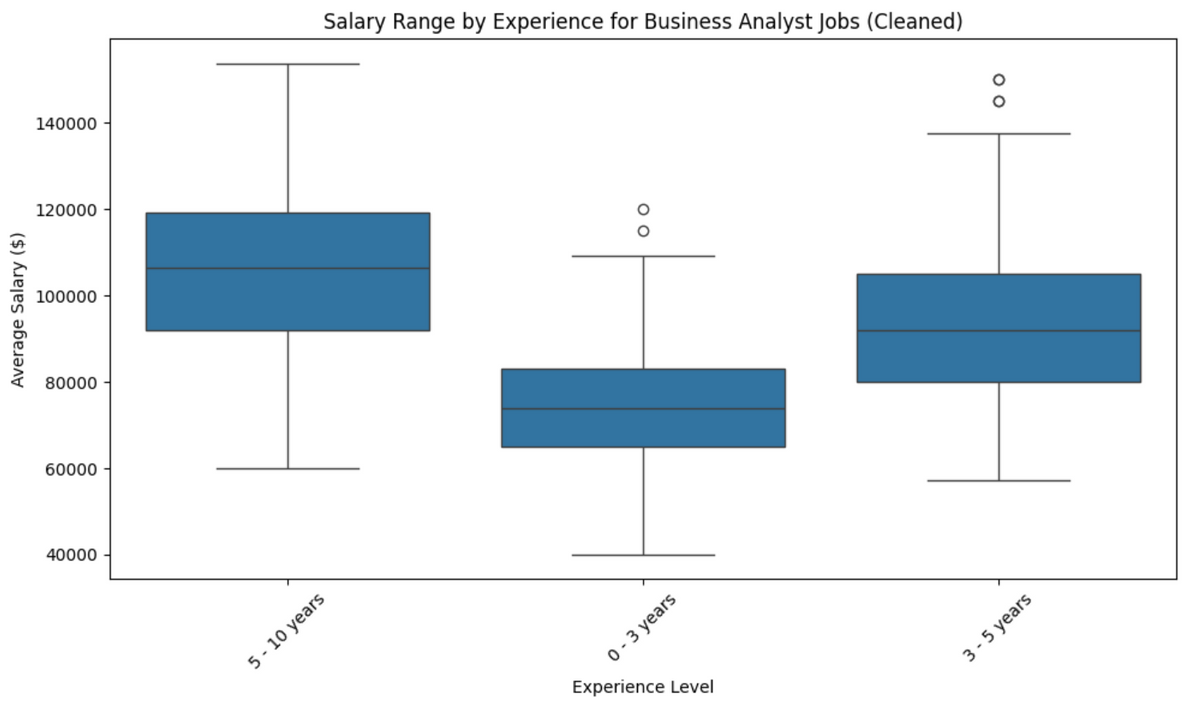 Salary Range by Experience for Business Analyst Jobs (Cleaned)
Average Salary ($)
140000
120000
100000
80000
60000
40000
5 - 10 years
0 - 3 years
3 - 5 years
Experience Level